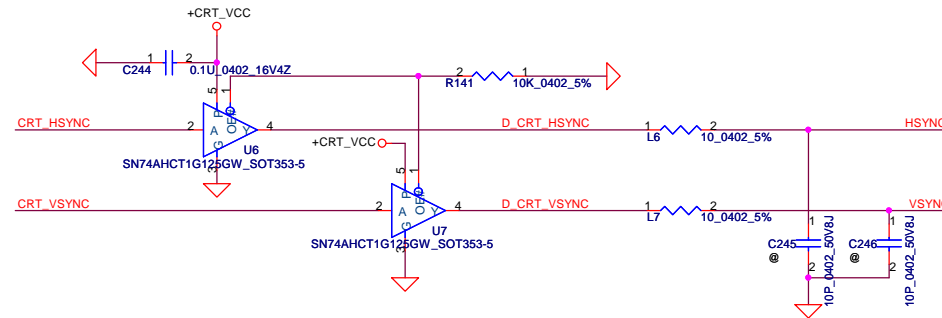 +CRT_VCC
1
2
C244
0.1U_0402_16V4Z
2
1
R141
10K_0402_5%
5
1
P
OE#
CRT_HSYNC
2
A
Y
4
G
3
U6
SN74AHCT1G125GW_SOT353-5
D_CRT_HSYNC
1
2
L6
10_0402_5%
HSYNC
+CRT_VCC
5
1
P
OE#
CRT_VSYNC
2
A
Y
4
G
3
U7
SN74AHCT1G125GW_SOT353-5
D_CRT_VSYNC
1
2
L7
10_0402_5%
VSYNC
1
C245
@
2
10P_0402_50V8J
1
C246
@
2
10P_0402_50V8J